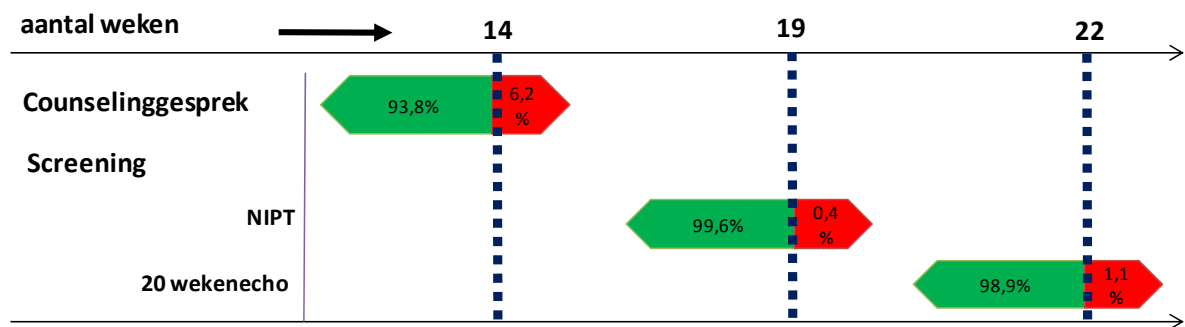 aantal weken 14 19 22
Counselinggesprek 93,8% 6,2
%
Screening
NIPT 99,6% 0,4
%
20 wekenecho 98,9% 1,1
%